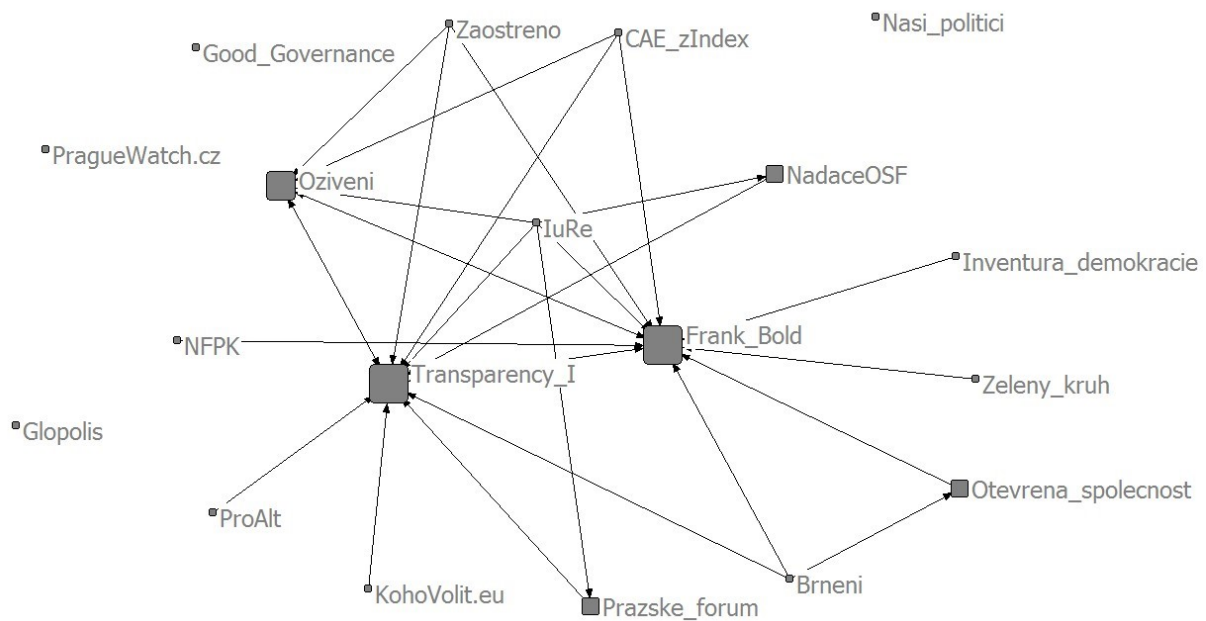 Nasi_politici
Zaostreno
CAE_zIndex
Good_Governance
PragueWatch.cz
Oziveni
NadaceOSF
IuRe
Inventura_demokracie
Frank_Bold
NFPK
Transparency_I
Zeleny_kruh
Glopolis
Otevrena_spolecnost
ProAlt
Brneni
KohoVolit.eu
Prazske_forum